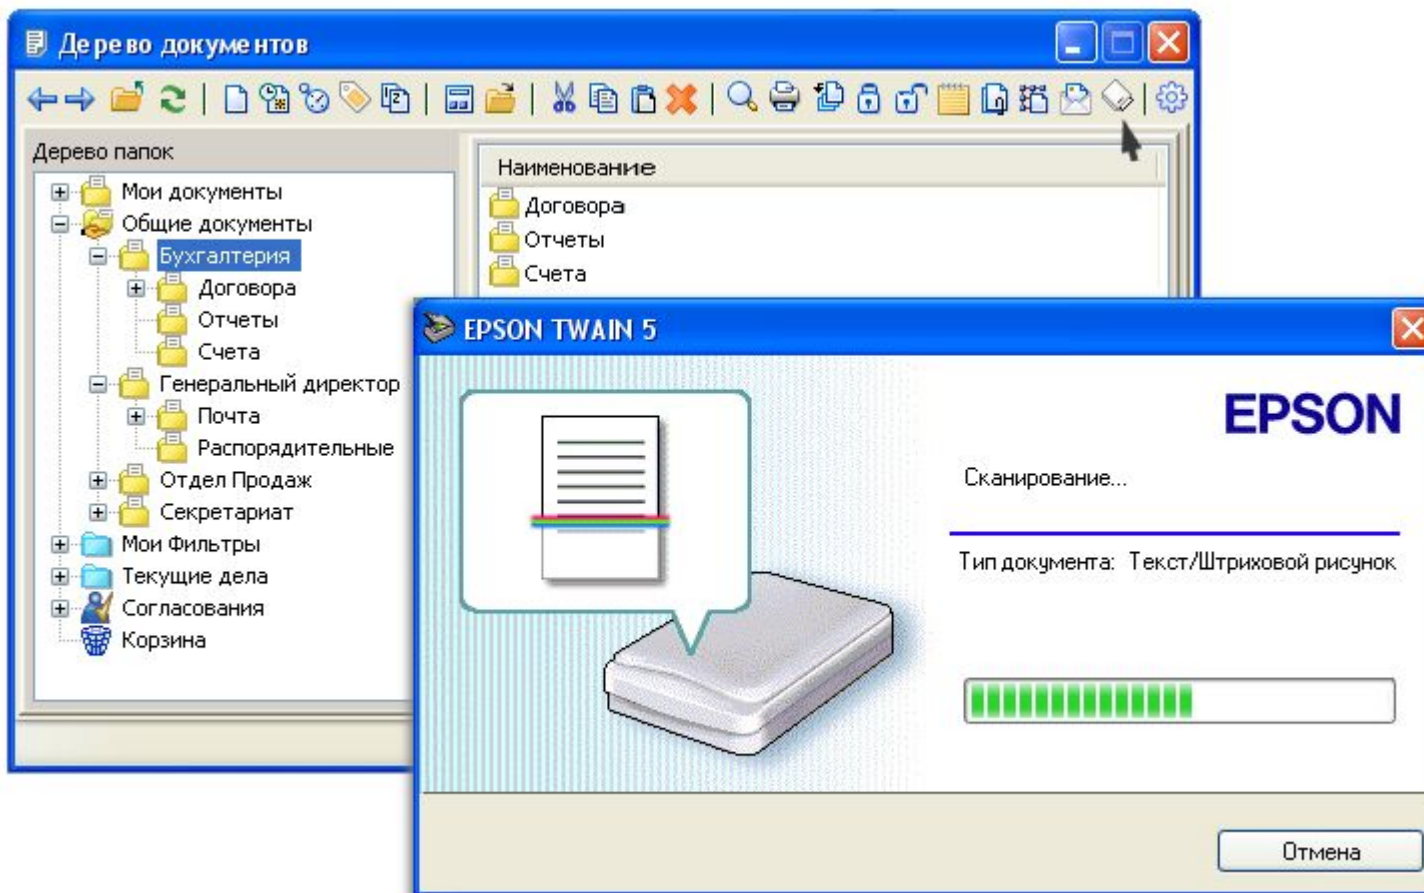 Дерево документов
Дерево папок
Мои документы
Общие документы
Бухгалтерия
Договора
Отчеты
Счета
Генеральный директор
Почта
Распорядительные
Отдел Продаж
Секретариат
Мои Фильтры
Текущие дела
Согласования
Корзина
Наименование
Договора
Отчеты
Счета
EPSON TWAIN 5
EPSON
Сканирование...
Тип документа: Текст/Штриховой рисунок
Отмена